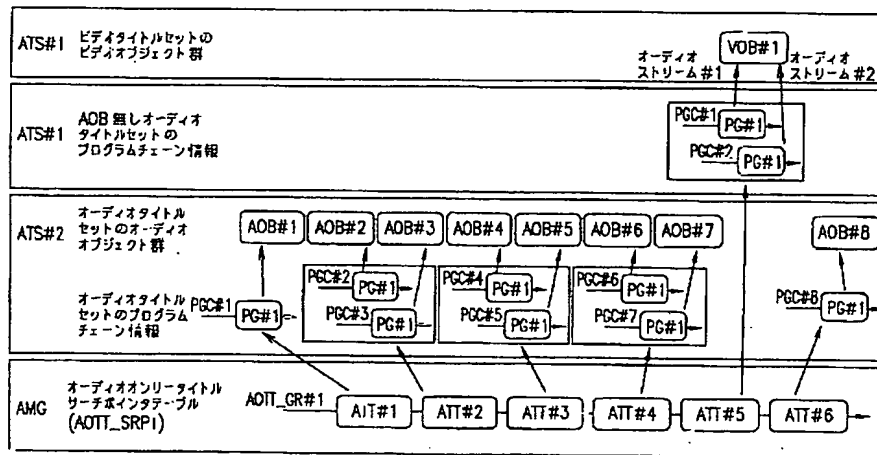 ATS#1
ビデオタイトルセットの
ビデオオブジェクト群
VOB#1
オーディオ
ストリーム#1
オーディオ
ストリーム#2
ATS#1
AOB無しオーディオ
タイトルセットの
プログラムチェーン情報
PGC#1
PG#1
PGC#2
PG#1
ATS#2
オーディオタイトル
セットのオーディオ
オブジェクト群
AOB#1
AOB#2
AOB#3
AOB#4
AOB#5
AOB#6
AOB#7
AOB#8
オーディオタイトル
セットのプログラム
チェーン情報
PGC#1
PG#1
PGC#2
PG#1
PGC#3
PG#1
PGC#4
PG#1
PGC#5
PG#1
PGC#6
PG#1
PGC#7
PG#1
PGC#8
PG#1
AMG
オーディオオンリータイトル
サーチポインタテーブル
(AOTT_SRPI)
AOTT_GR#1
ATT#1
ATT#2
ATT#3
ATT#4
ATT#5
ATT#6